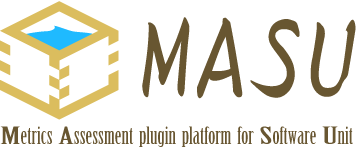 MASU
Metrics Assessment plugin platform for Software Unit